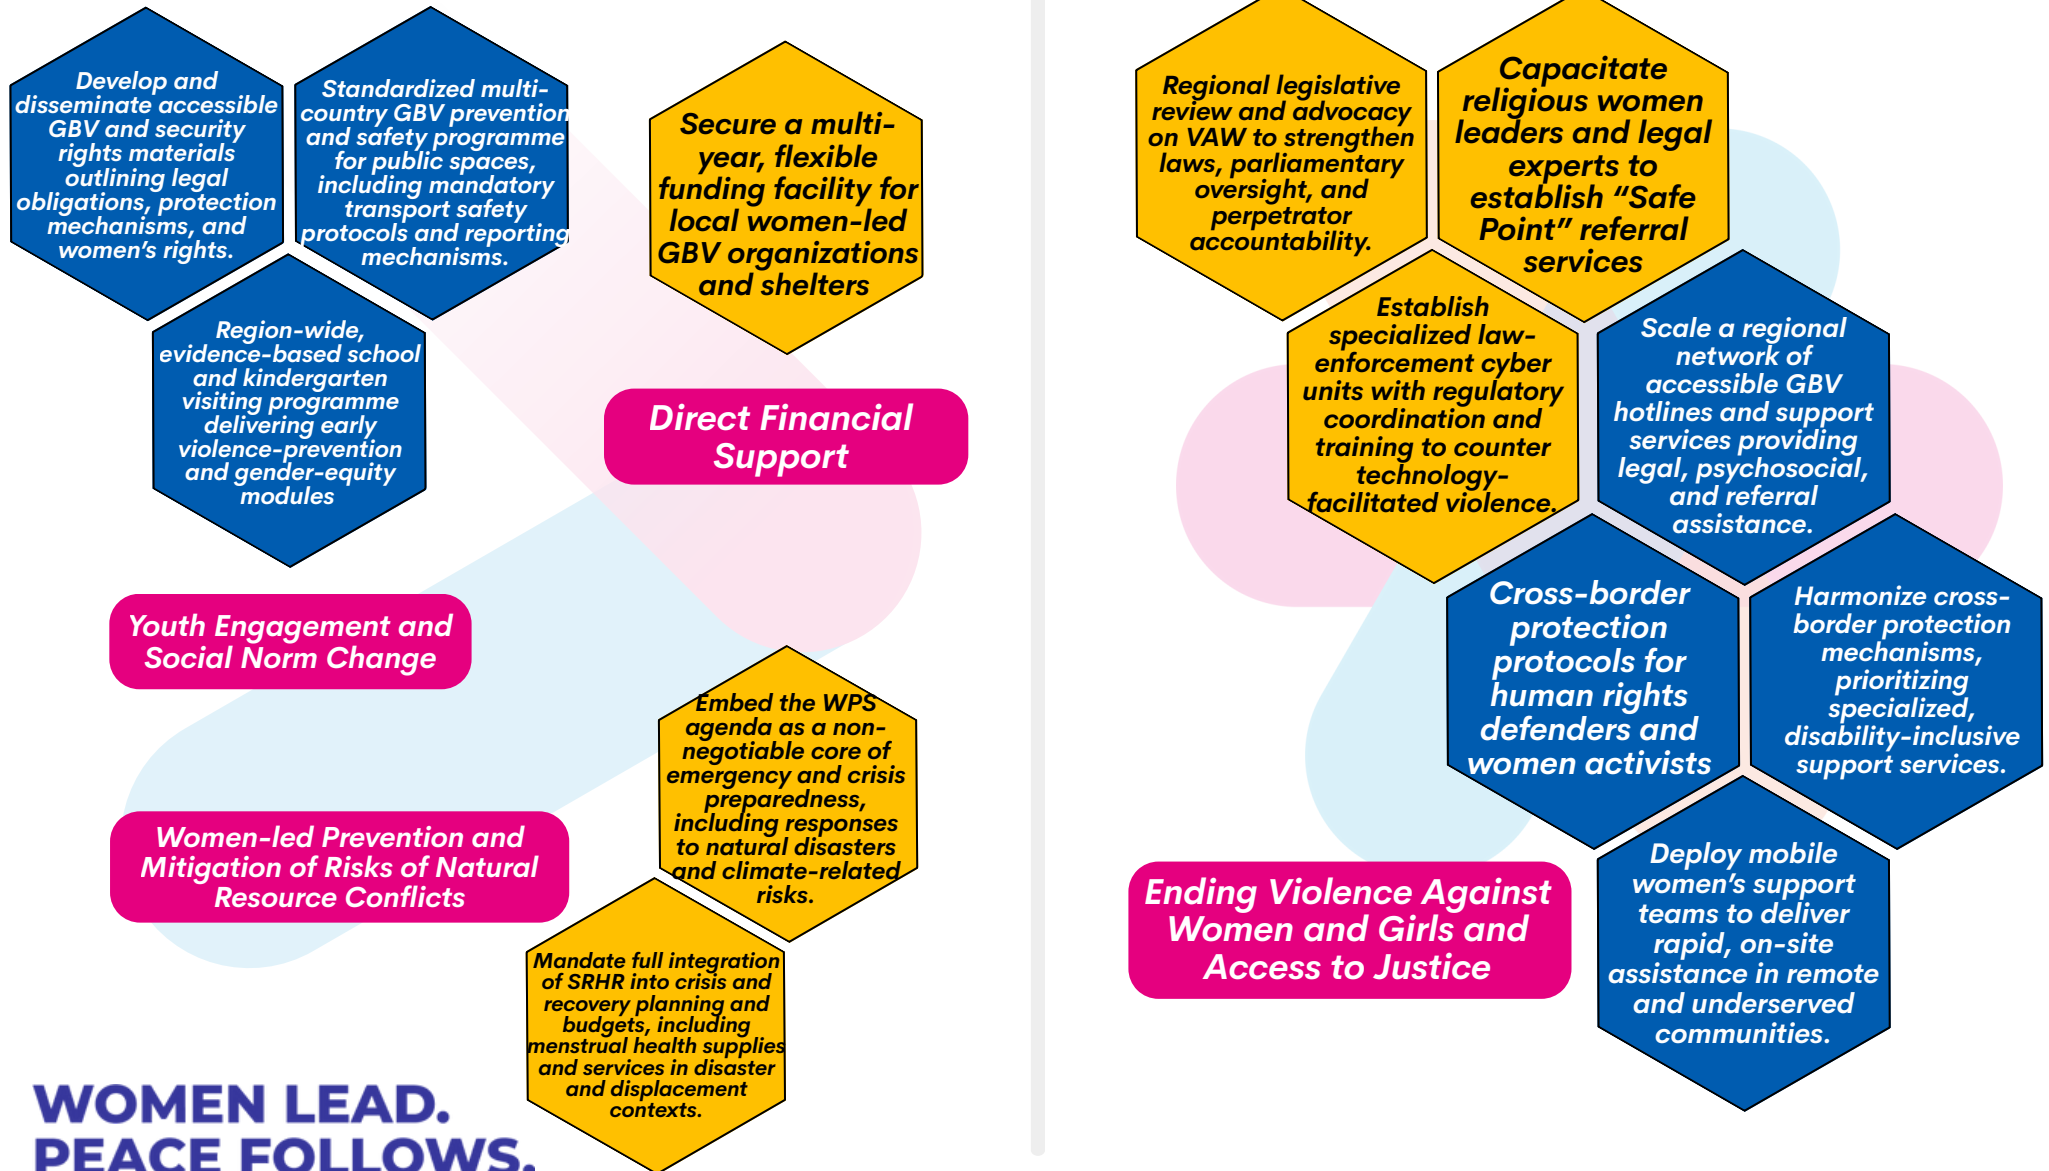 Develop and
disseminate accessible
GBV and security
rights materials
outlining legal
obligations, protection
mechanisms, and
women's rights.
Standardized multi-
country GBV prevention
and safety programme
for public spaces,
including mandatory
transport safety
protocols and reporting
mechanisms.
Region-wide,
evidence-based school
and kindergarten
visiting programme
delivering early
violence-prevention
and gender-equity
modules
Youth Engagement and
Social Norm Change
Secure a multi-
year, flexible
funding facility for
local women-led
GBV organizations
and shelters
Direct Financial
Support
Women-led Prevention and
Mitigation of Risks of Natural
Resource Conflicts
Embed the WPS
agenda as a non-
negotiable core of
emergency and crisis
preparedness,
including responses
to natural disasters
and climate-related
risks.
Mandate full integration
of SRHR into crisis and
recovery planning and
budgets, including
menstrual health supplies
and services in disaster
and displacement
contexts.
WOMEN LEAD.
PEACE FOLLOWS.
Regional legislative
review and advocacy
on VAW to strengthen
laws, parliamentary
oversight, and
perpetrator
accountability.
Capacitate
religious women
leaders and legal
experts to
establish “Safe
Point” referral
services
Establish
specialized law-
enforcement cyber
units with regulatory
coordination and
training to counter
technology-
facilitated violence.
Scale a regional
network of
accessible GBV
hotlines and support
services providing
legal, psychosocial,
and referral
assistance.
Cross-border
protection
protocols for
human rights
defenders and
women activists
Harmonize cross-
border protection
mechanisms,
prioritizing
specialized,
disability-inclusive
support services.
Deploy mobile
women's support
teams to deliver
rapid, on-site
assistance in remote
and underserved
communities.
Ending Violence Against
Women and Girls and
Access to Justice